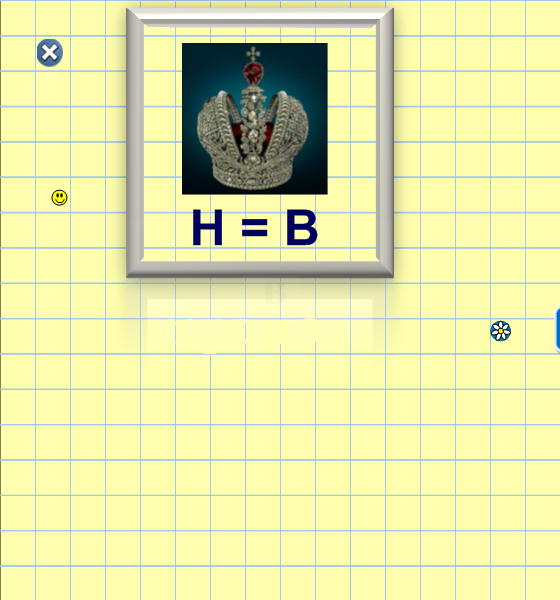 Н = В